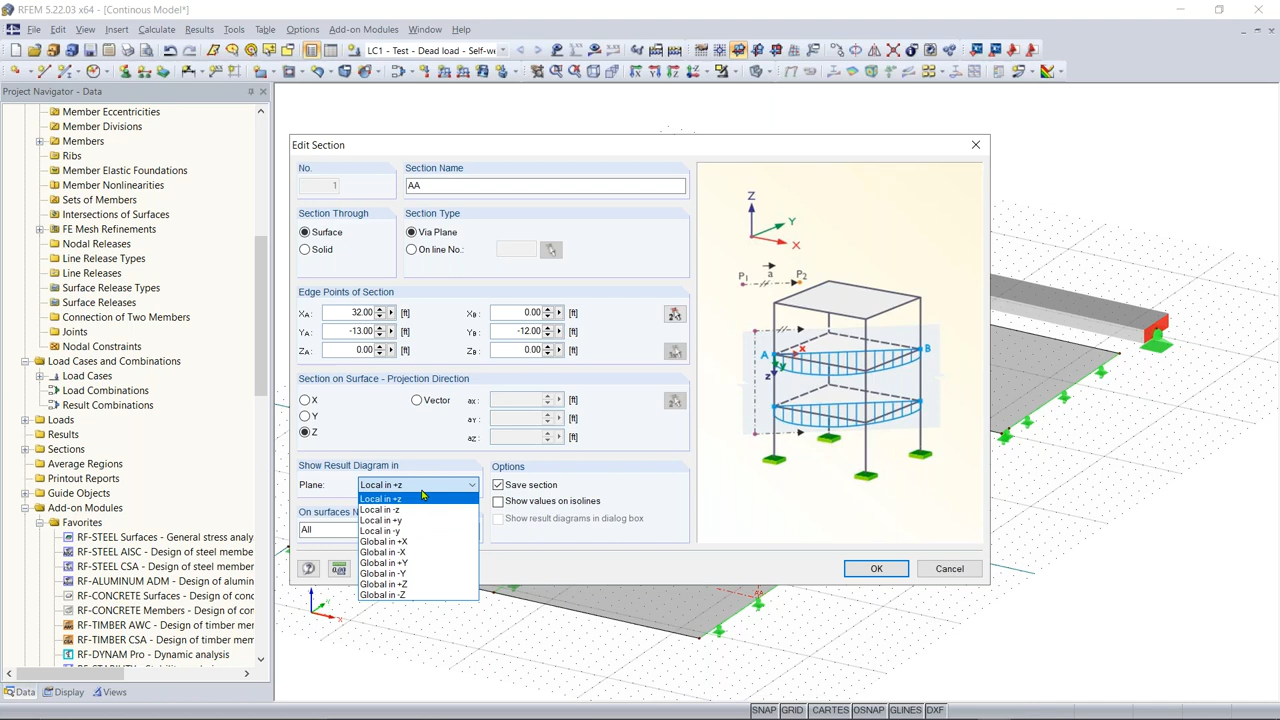 RFEM 5.22.03 x64 - [Continous Model*]
File Edit View Insert Calculate Results Tools Table Options Add-on Modules Window Help
LC1 - Test - Dead load - Self-we
Project Navigator - Data
Member Eccentricities
Member Divisions
Members
Ribs
Member Elastic Foundations
Member Nonlinearities
Sets of Members
Intersections of Surfaces
FE Mesh Refinements
Nodal Releases
Line Release Types
Line Releases
Surface Release Types
Surface Releases
Connection of Two Members
Joints
Nodal Constraints
Load Cases and Combinations
Load Cases
Load Combinations
Result Combinations
Loads
Results
Sections
Average Regions
Printout Reports
Guide Objects
Add-on Modules
Favorites
RF-STEEL Surfaces - General stress analy
RF-STEEL AISC - Design of steel membe
RF-STEEL CSA - Design of steel member
RF-ALUMINUM ADM - Design of alumin
RF-CONCRETE Surfaces - Design of conc
RF-CONCRETE Members - Design of con
RF-TIMBER AWC - Design of timber mer
RF-TIMBER CSA - Design of timber mem
RF-DYNAM Pro - Dynamic analysis
Data Display Views
Edit Section
No.
1
Section Name
AA
Section Through
Surface
Solid
Section Type
Via Plane
On line No.:
Edge Points of Section
XA : 32.00 [ft] XB : 0.00 [ft]
YA : -13.00 [ft] YB : -12.00 [ft]
ZA : 0.00 [ft] ZB : 0.00 [ft]
Section on Surface - Projection Direction
X
Y
Z
Vector
aX : [ft]
aY : [ft]
aZ : [ft]
Show Result Diagram in
Plane: Local in +z
Local in +z
Local in -z
Local in +y
Local in -y
Global in +X
Global in -X
Global in +Y
Global in -Y
Global in +Z
Global in -Z
On surfaces N
All
Options
Save section
Show values on isolines
Show result diagrams in dialog box
OK Cancel
Z
Y
X
P1 a P2
A x B
y
z
x
SNAP GRID CARTES OSNAP GLINES DXF